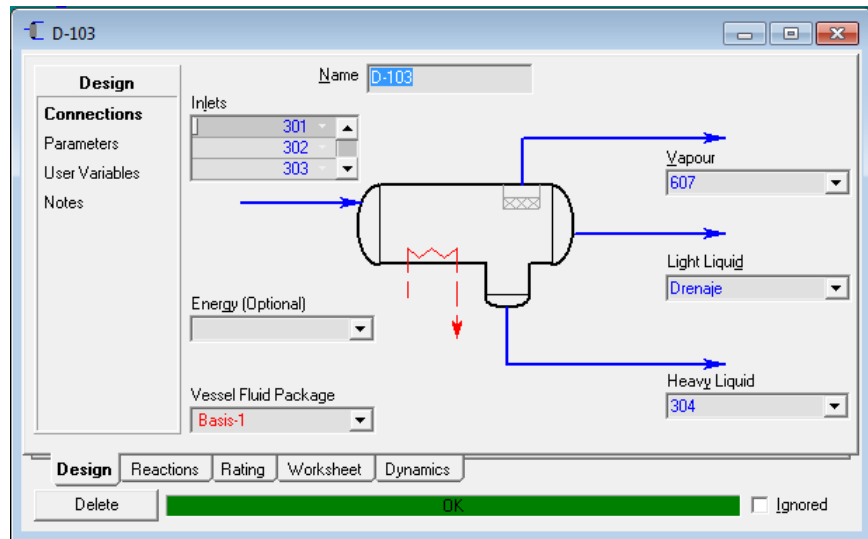 D-103
Design
Connections
Parameters
User Variables
Notes
Name D-103
Inlets
301
302
303
Vapour
607
Light Liquid
Drenaje
Energy (Optional)
Heavy Liquid
304
Vessel Fluid Package
Basis-1
Design Reactions Rating Worksheet Dynamics
Delete OK Ignored